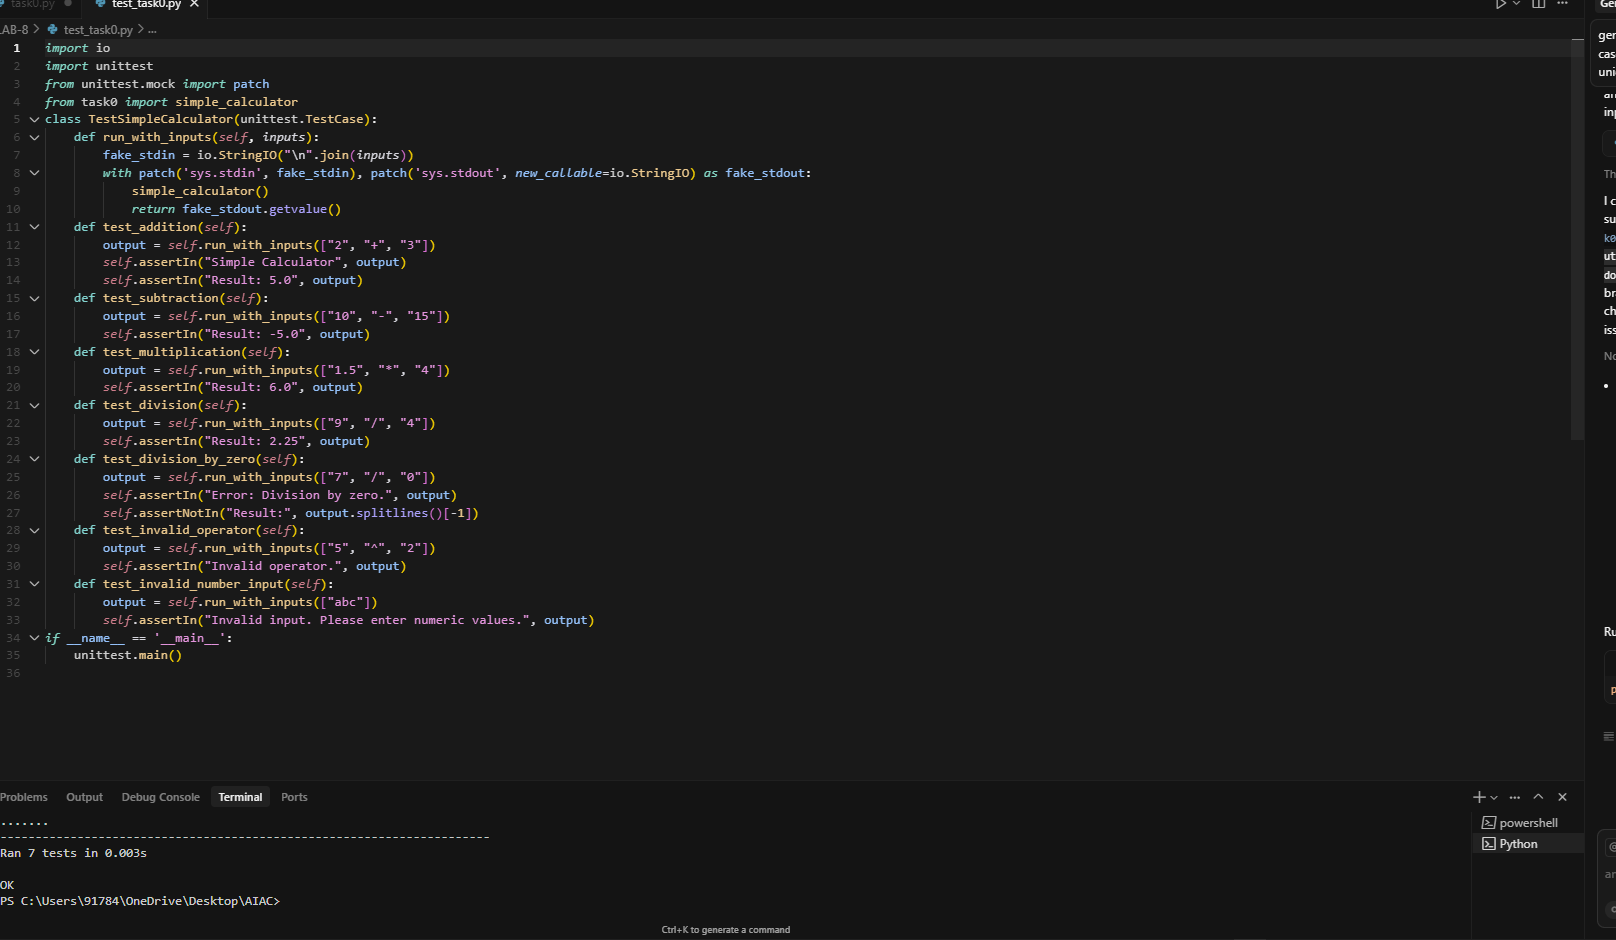 task0.py
test_task0.py
LAB-8 > test_task0.py > ...
1 import io
2 import unittest
3 from unittest.mock import patch
4 from task0 import simple_calculator
5 class TestSimpleCalculator(unittest.TestCase):
6 def run_with_inputs(self, inputs):
7 fake_stdin = io.StringIO("\n".join(inputs))
8 with patch('sys.stdin', fake_stdin), patch('sys.stdout', new_callable=io.StringIO) as fake_stdout:
9 simple_calculator()
10 return fake_stdout.getvalue()
11 def test_addition(self):
12 output = self.run_with_inputs(["2", "+", "3"])
13 self.assertIn("Simple Calculator", output)
14 self.assertIn("Result: 5.0", output)
15 def test_subtraction(self):
16 output = self.run_with_inputs(["10", "-", "15"])
17 self.assertIn("Result: -5.0", output)
18 def test_multiplication(self):
19 output = self.run_with_inputs(["1.5", "*", "4"])
20 self.assertIn("Result: 6.0", output)
21 def test_division(self):
22 output = self.run_with_inputs(["9", "/", "4"])
23 self.assertIn("Result: 2.25", output)
24 def test_division_by_zero(self):
25 output = self.run_with_inputs(["7", "/", "0"])
26 self.assertIn("Error: Division by zero.", output)
27 self.assertNotIn("Result:", output.splitlines()[-1])
28 def test_invalid_operator(self):
29 output = self.run_with_inputs(["5", "^", "2"])
30 self.assertIn("Invalid operator.", output)
31 def test_invalid_number_input(self):
32 output = self.run_with_inputs(["abc"])
33 self.assertIn("Invalid input. Please enter numeric values.", output)
34 if __name__ == '__main__':
35 unittest.main()
36
Problems Output Debug Console Terminal Ports
.......
----------------------------------------------------------------------
Ran 7 tests in 0.003s
OK
PS C:\Users\91784\OneDrive\Desktop\AIAC>
powershell
Python
Ctrl+K to generate a command